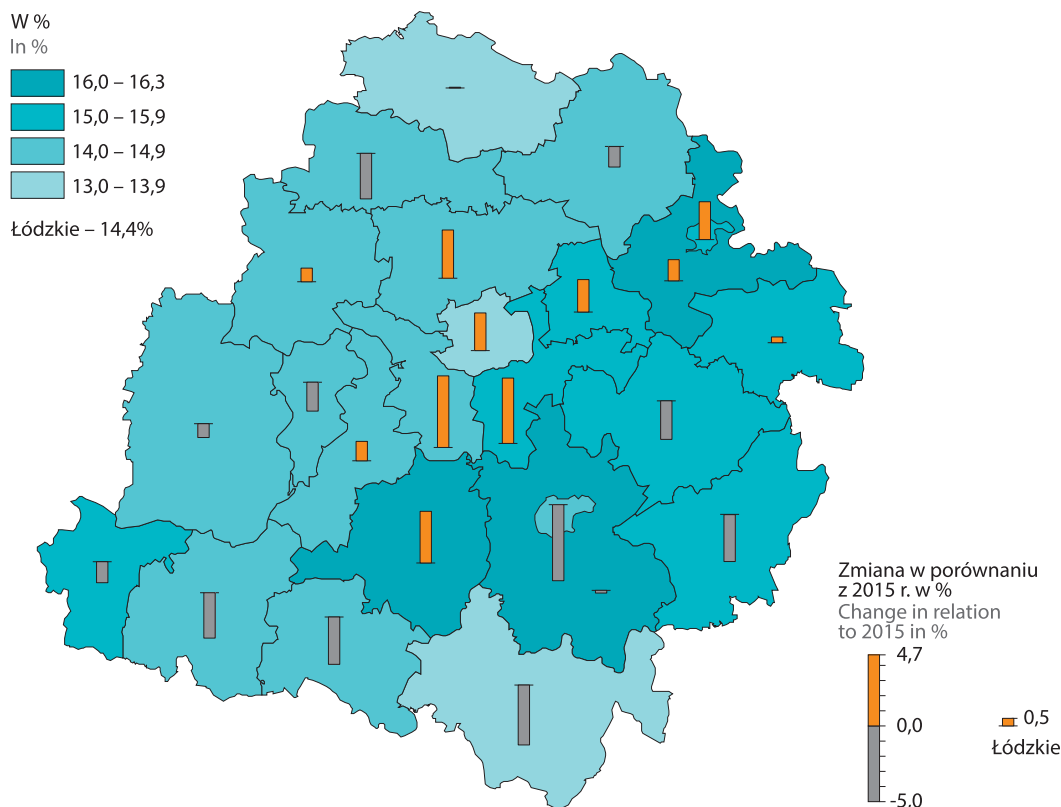 W %
In %
16,0 – 16,3
15,0 – 15,9
14,0 – 14,9
13,0 – 13,9
Łódzkie – 14,4%
Zmiana w porównaniu
z 2015 r. w %
Change in relation
to 2015 in %
4,7
0,0
-5,0
0,5
Łódzkie